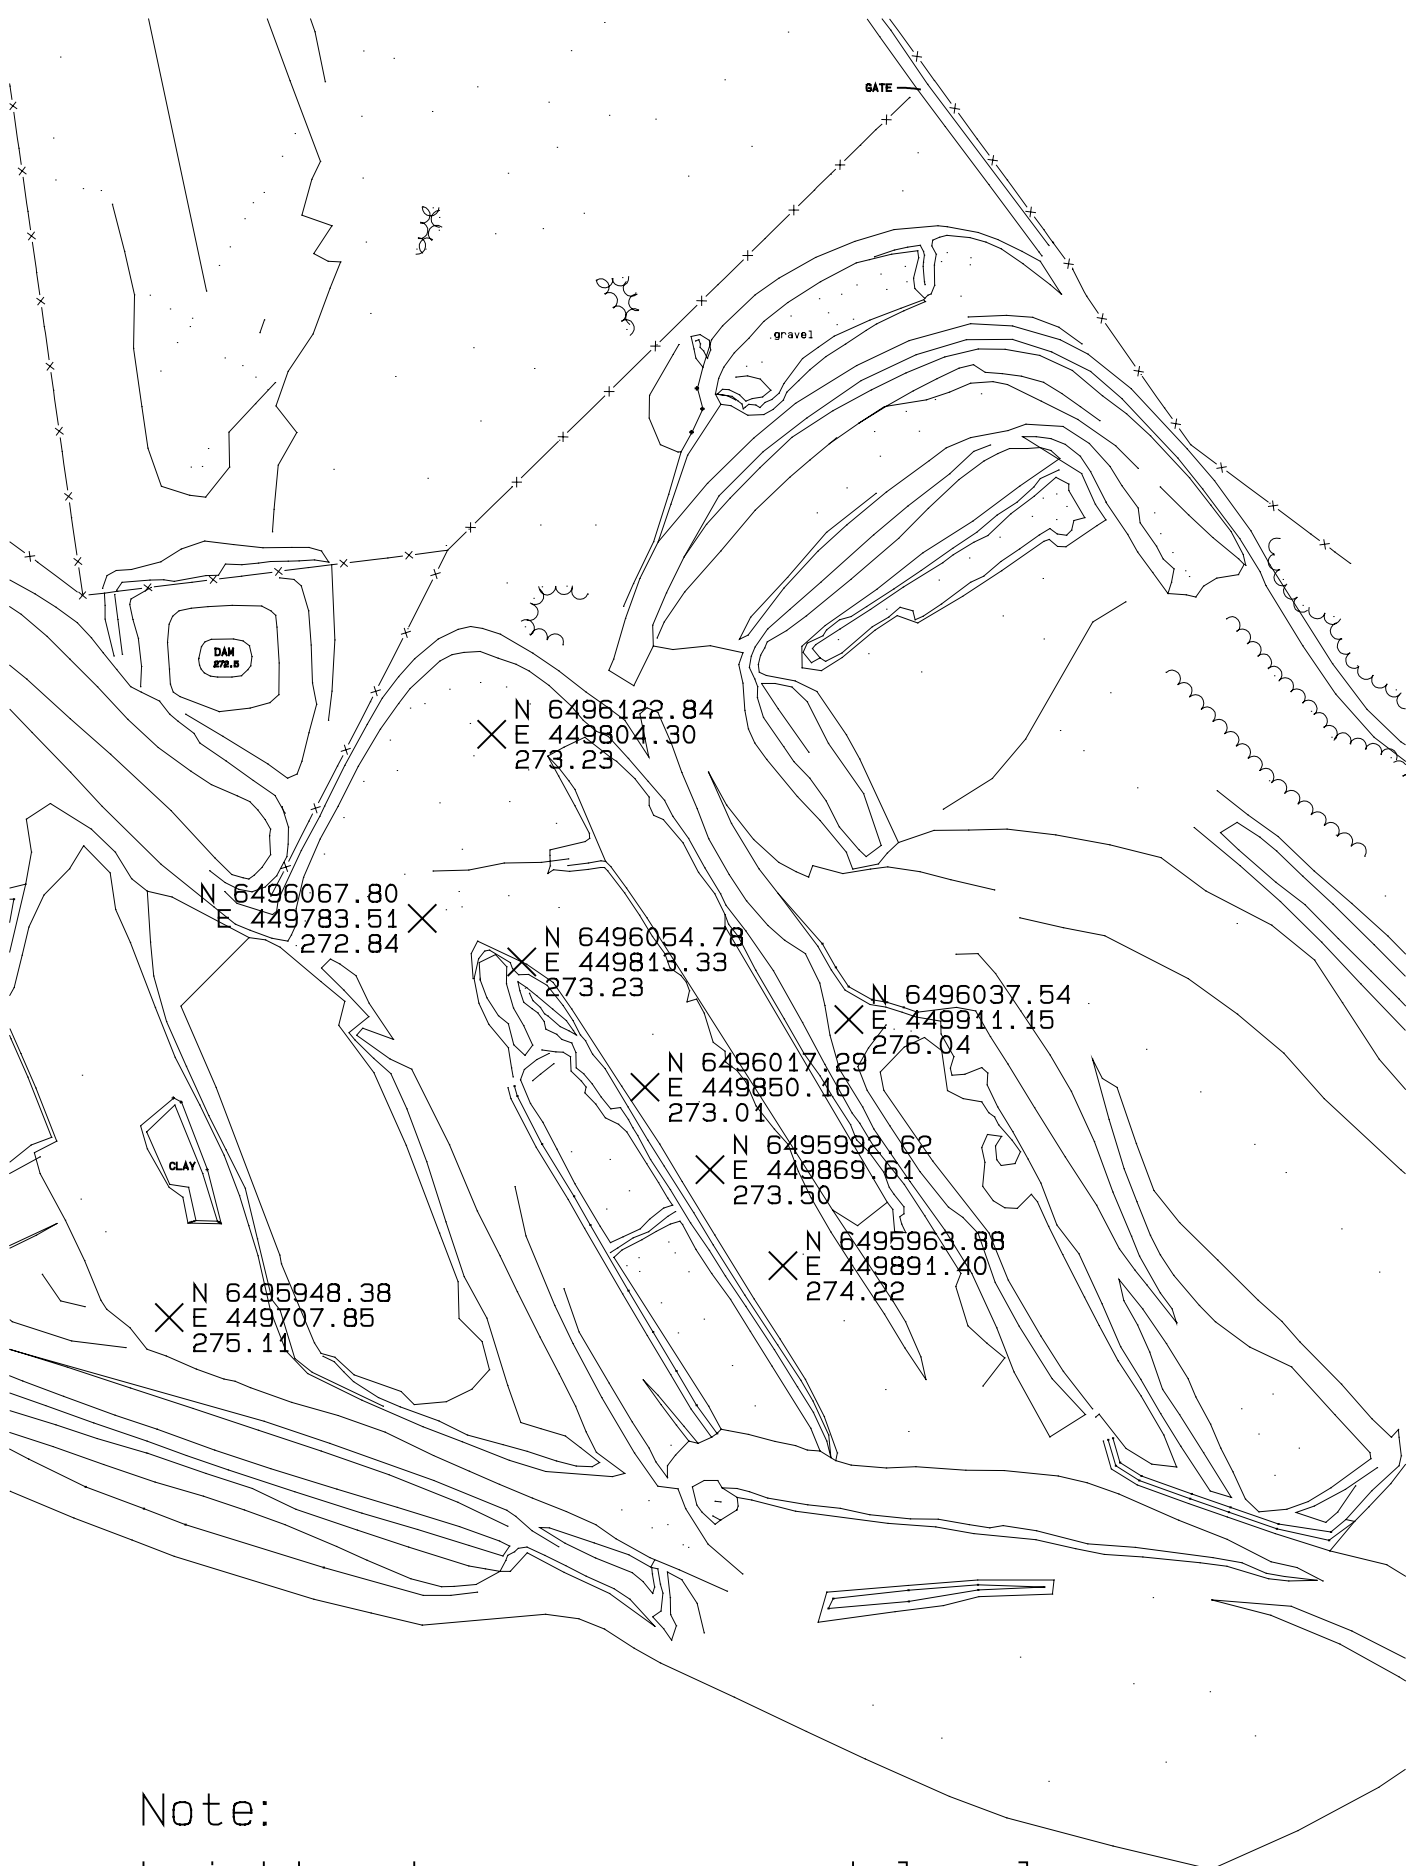 GATE
gravel
DAM
272.5
N 6496122.84
E 449804.30
273.23
N 6496067.80
E 449783.51
272.84
N 6496054.78
E 449813.33
273.23
N 6496037.54
E 449911.15
276.04
N 6496017.29
E 449850.16
273.01
N 6495992.62
E 449869.61
273.50
CLAY
N 6495963.88
E 449891.40
274.22
N 6495948.38
E 449707.85
275.11
Note: